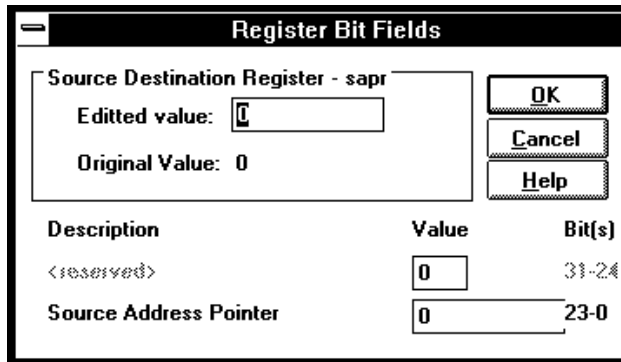 Register Bit Fields
Source Destination Register - sapr
Editted value: 0
Original Value: 0
OK
Cancel
Help
Description Value Bit(s)
<reserved> 0 31-24
Source Address Pointer 0 23-0